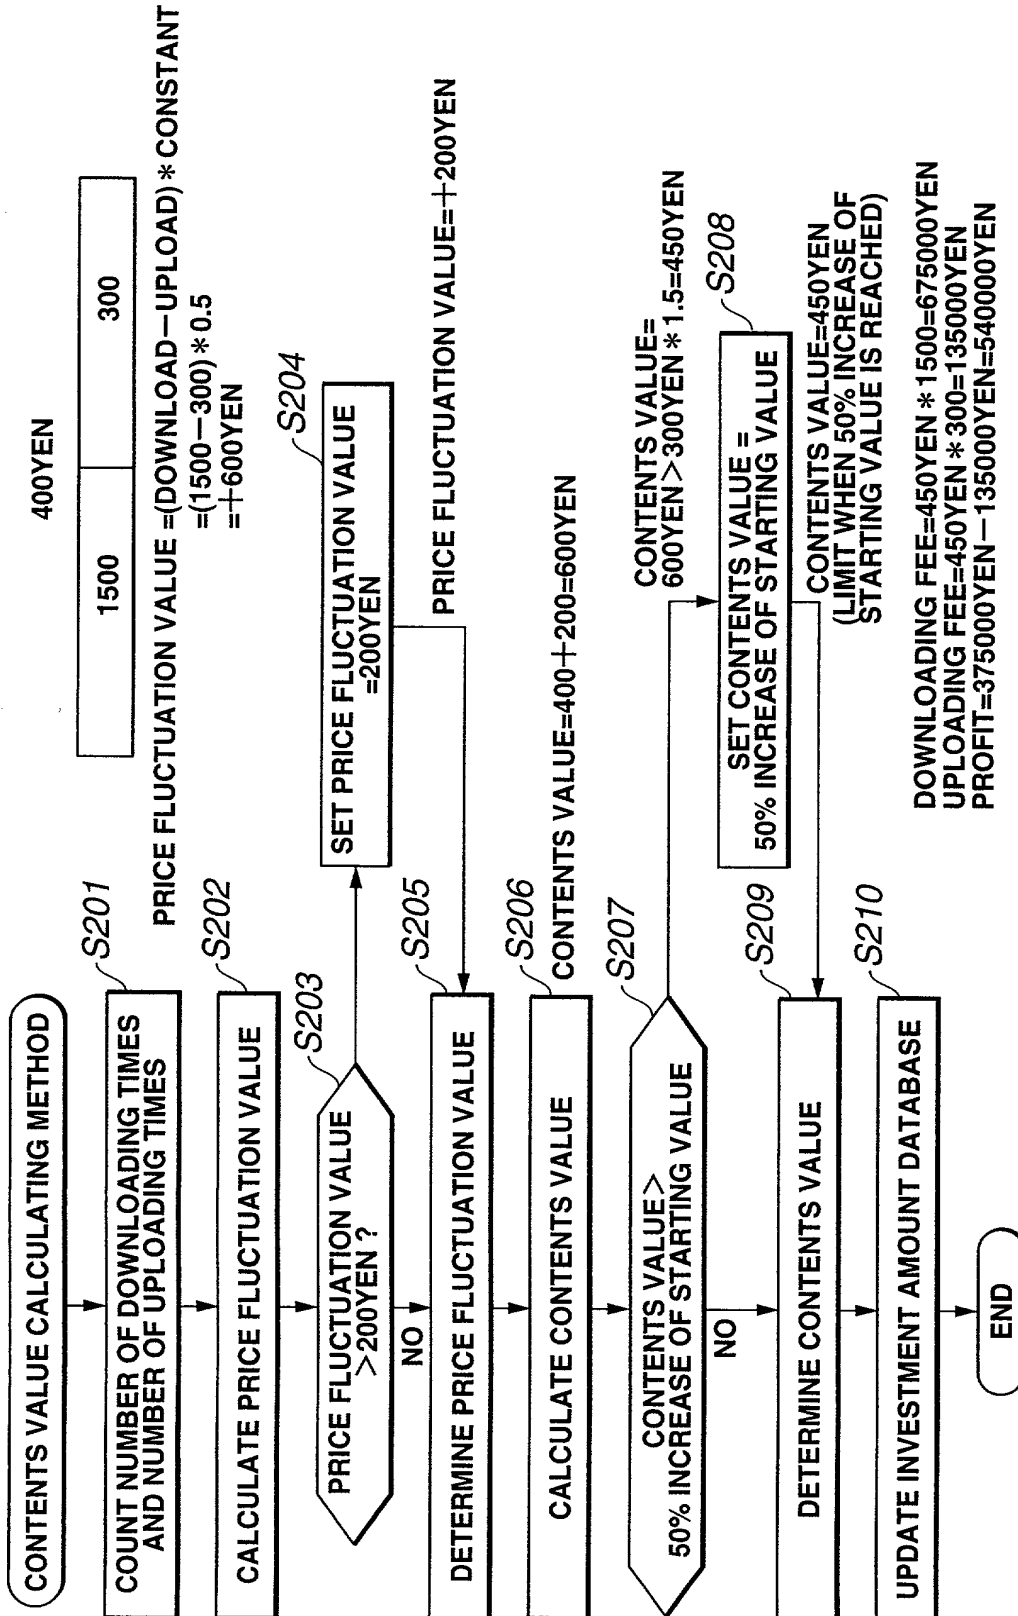 CONTENTS VALUE CALCULATING METHOD
400YEN
S201
COUNT NUMBER OF DOWNLOADING TIMES
AND NUMBER OF UPLOADING TIMES
1500
300
PRICE FLUCTUATION VALUE =(DOWNLOAD－UPLOAD)＊CONSTANT
=(1500－300)＊0.5
=＋600YEN
S202
CALCULATE PRICE FLUCTUATION VALUE
S203
PRICE FLUCTUATION VALUE
>200YEN ?
NO
S204
SET PRICE FLUCTUATION VALUE
=200YEN
PRICE FLUCTUATION VALUE=＋200YEN
S205
DETERMINE PRICE FLUCTUATION VALUE
S206
CALCULATE CONTENTS VALUE
CONTENTS VALUE=400＋200=600YEN
S207
CONTENTS VALUE>
50% INCREASE OF STARTING VALUE
NO
CONTENTS VALUE=
600YEN>300YEN＊1.5=450YEN
S208
SET CONTENTS VALUE =
50% INCREASE OF STARTING VALUE
CONTENTS VALUE=450YEN
(LIMIT WHEN 50% INCREASE OF
STARTING VALUE IS REACHED)
S209
DETERMINE CONTENTS VALUE
S210
UPDATE INVESTMENT AMOUNT DATABASE
DOWNLOADING FEE=450YEN＊1500=675000YEN
UPLOADING FEE=450YEN＊300=135000YEN
PROFIT=375000YEN－135000YEN=540000YEN
END